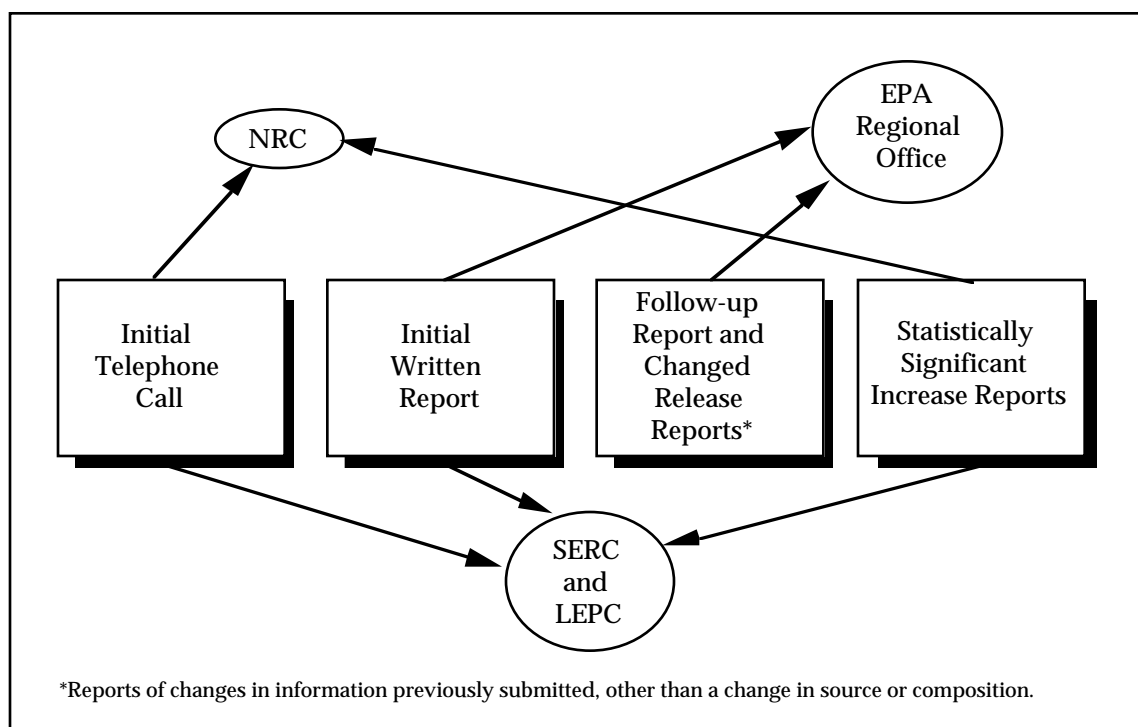 NRC
EPA
Regional
Office
Initial
Telephone
Call
Initial
Written
Report
Follow-up
Report and
Changed
Release
Reports*
Statistically
Significant
Increase Reports
SERC
and
LEPC
*Reports of changes in information previously submitted, other than a change in source or composition.